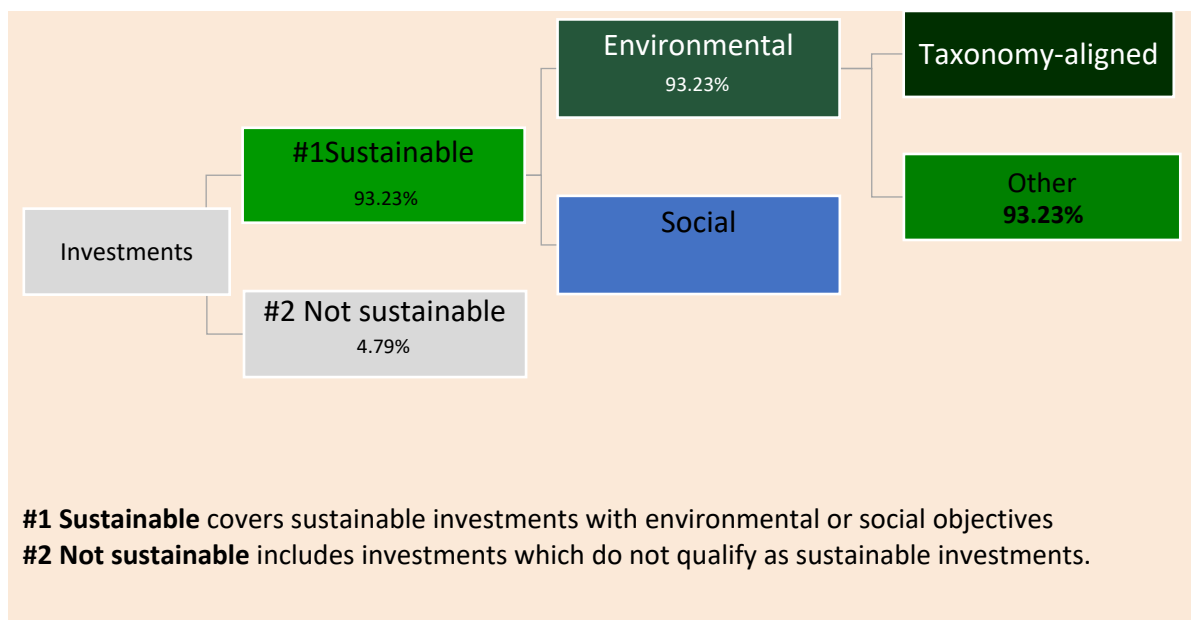 Environmental
93.23%
Taxonomy-aligned
#1Sustainable
93.23%
Other
93.23%
Social
Investments
#2 Not sustainable
4.79%
#1 Sustainable covers sustainable investments with environmental or social objectives
#2 Not sustainable includes investments which do not qualify as sustainable investments.